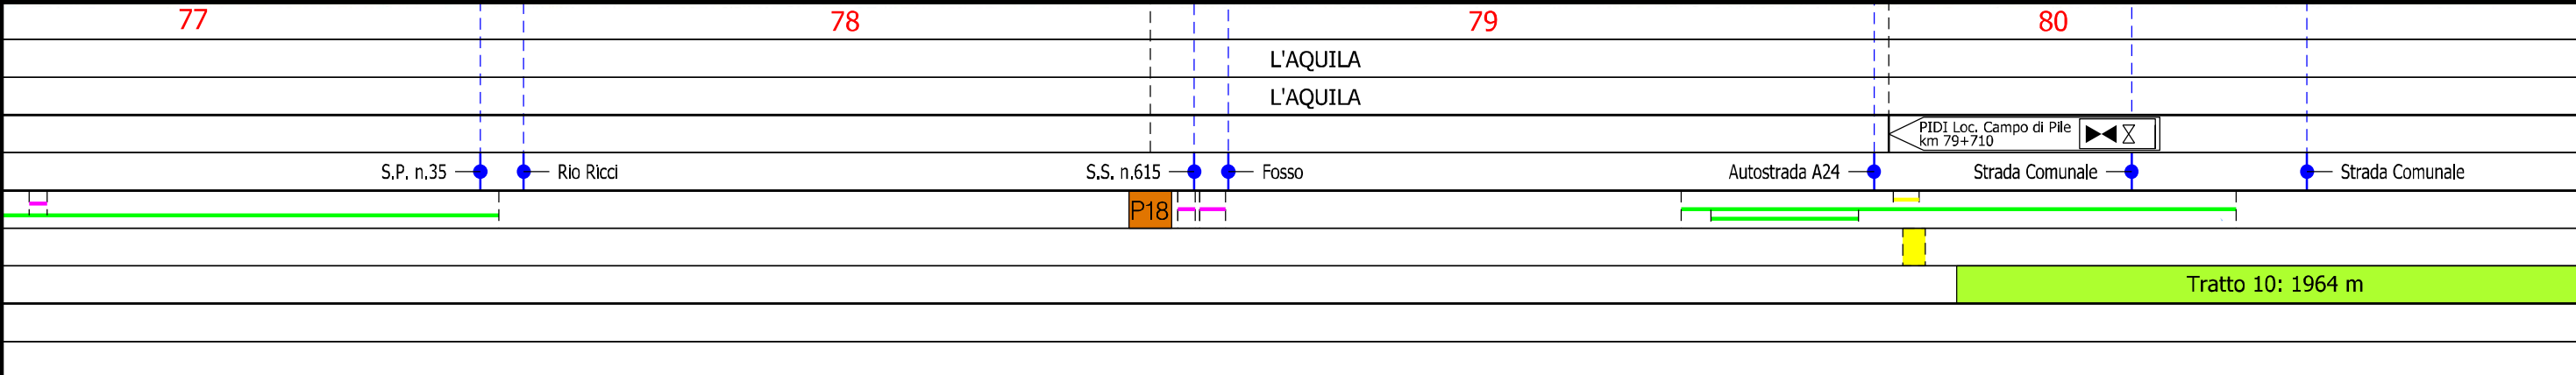 77 78 79 80
L'AQUILA
L'AQUILA
PIDI Loc. Campo di Pile
km 79+710
S.P. n.35 Rio Ricci S.S. n.615 Fosso Autostrada A24 Strada Comunale Strada Comunale
P18
Tratto 10: 1964 m